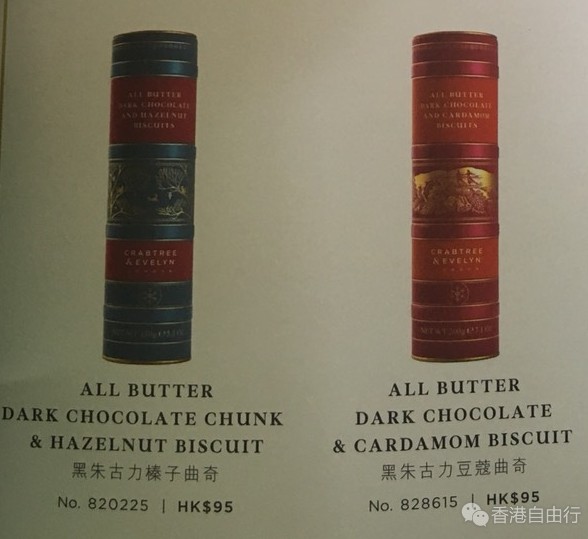 ALL BUTTER
DARK CHOCOLATE
AND HAZELNUT
BISCUITS
CRABTREE
& EVELYN
ALL BUTTER
DARK CHOCOLATE CHUNK
& HAZELNUT BISCUIT
黑朱古力榛子曲奇
No. 820225 | HK$95
ALL BUTTER
DARK CHOCOLATE
AND CARDAMOM
BISCUITS
CRABTREE
& EVELYN
ALL BUTTER
DARK CHOCOLATE
& CARDAMOM BISCUIT
黑朱古力豆蔻曲奇
No. 828615 | HK$95
香港自由行